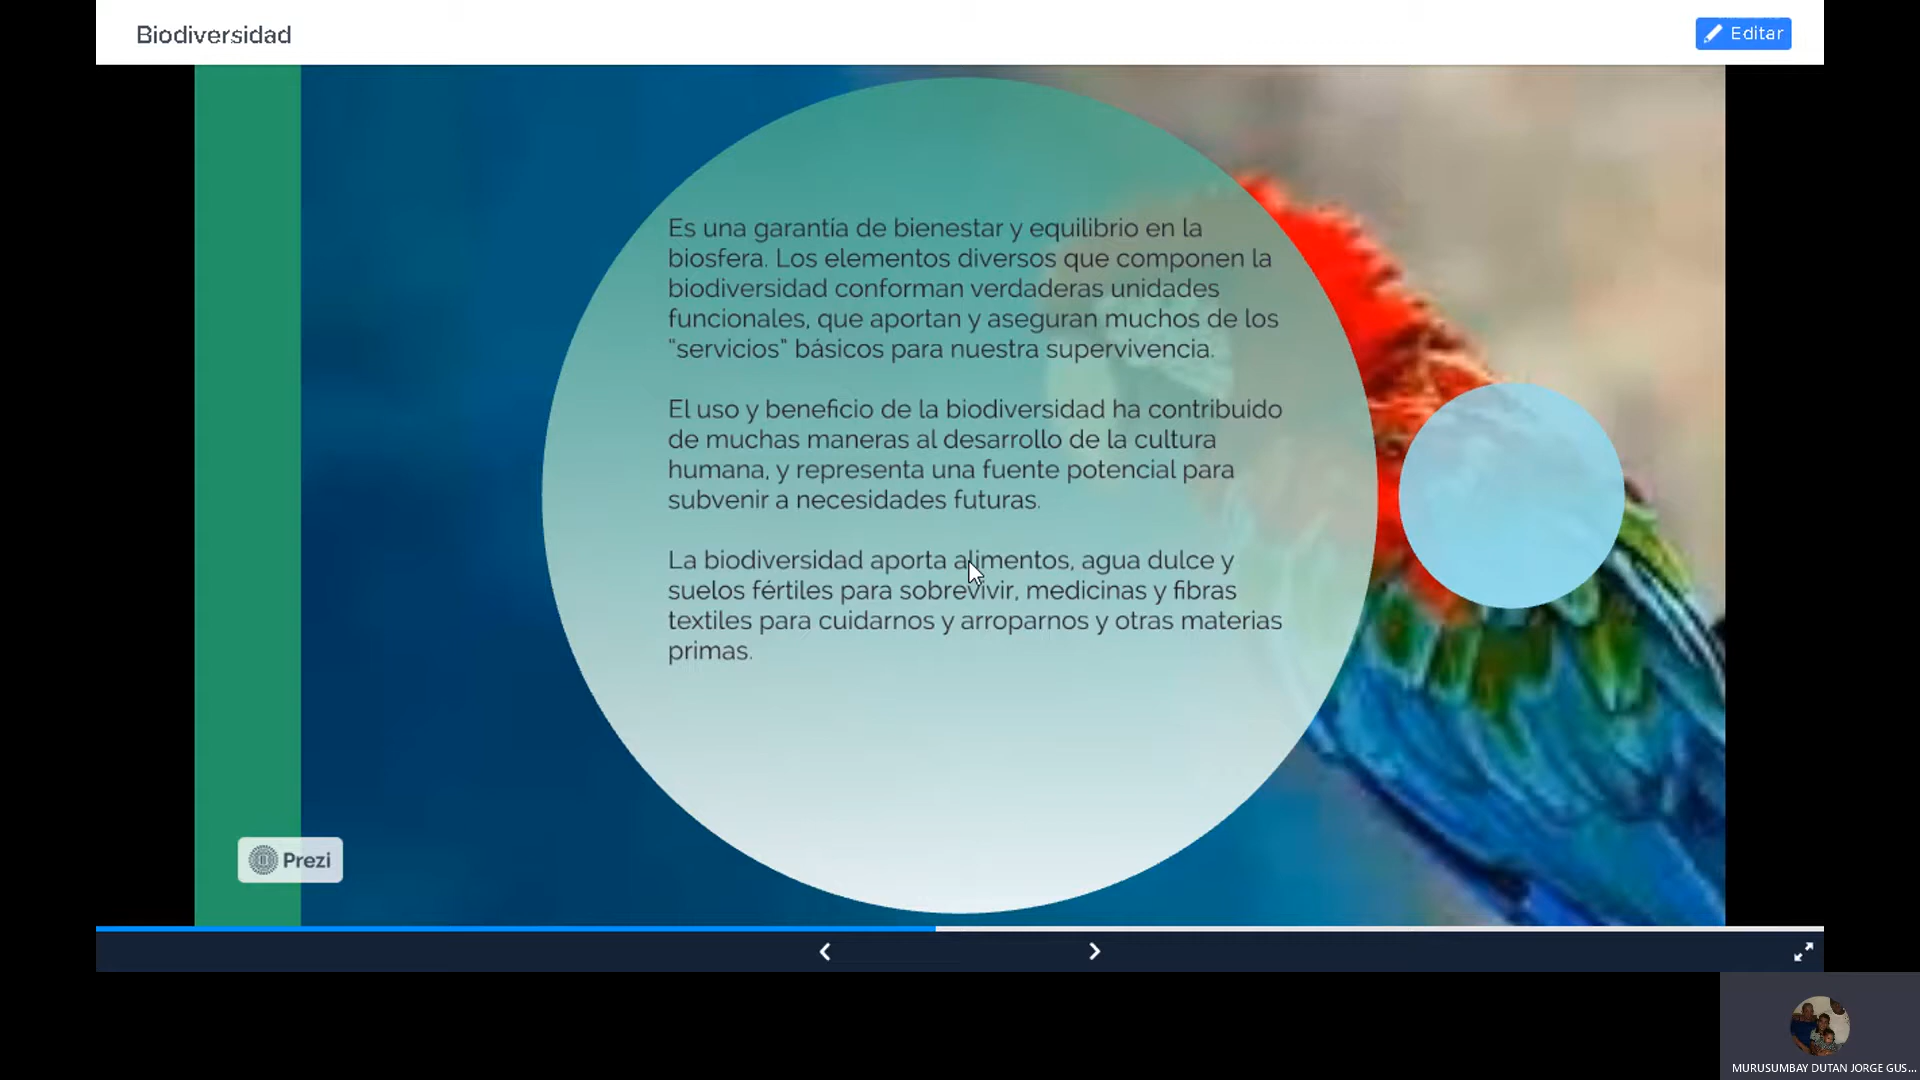 Biodiversidad
Editar
Es una garantía de bienestar y equilibrio en la
biosfera. Los elementos diversos que componen la
biodiversidad conforman verdaderas unidades
funcionales, que aportan y aseguran muchos de los
"servicios" básicos para nuestra supervivencia.
El uso y beneficio de la biodiversidad ha contribuido
de muchas maneras al desarrollo de la cultura
humana, y representa una fuente potencial para
subvenir a necesidades futuras.
La biodiversidad aporta alimentos, agua dulce y
suelos fértiles para sobrevivir, medicinas y fibras
textiles para cuidarnos y arroparnos y otras materias
primas.
Prezi
MURUSUMBAY DUTAN JORGE GUS...